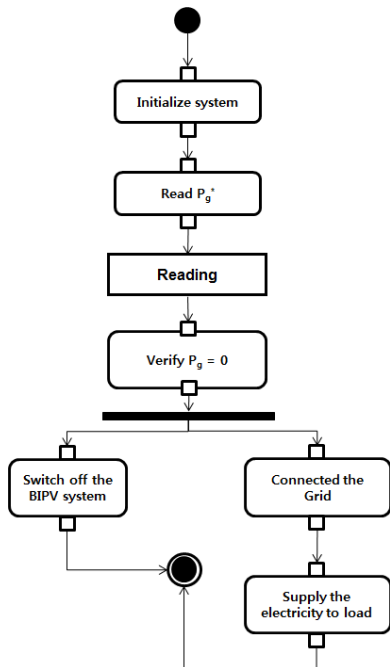 Initialize system
Read Pg*
Reading
Verify Pg = 0
Switch off the
BIPV system
Connected the
Grid
Supply the
electricity to load